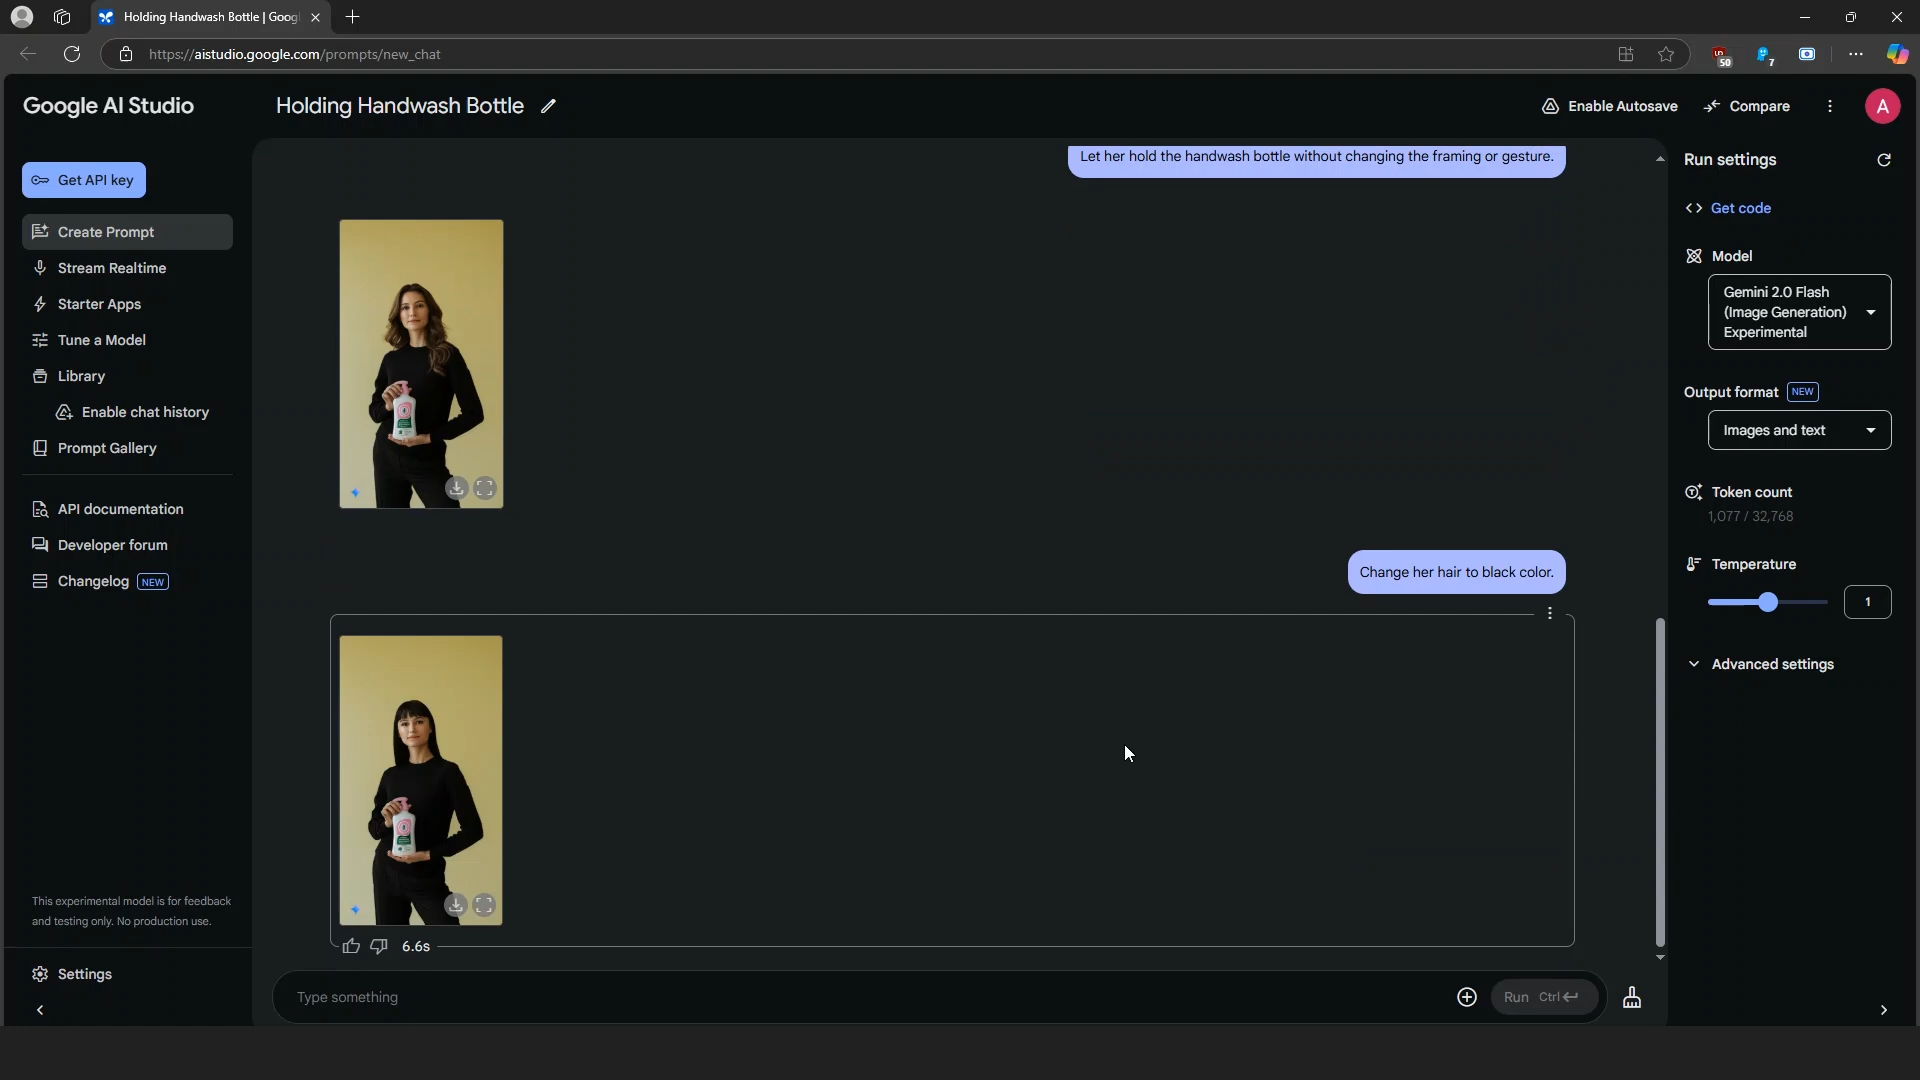 Holding Handwash Bottle | Goog
https://aistudio.google.com/prompts/new_chat
50
7
Google AI Studio
Holding Handwash Bottle
Enable Autosave
Compare
A
Get API key
Create Prompt
Stream Realtime
Starter Apps
Tune a Model
Library
Enable chat history
Prompt Gallery
API documentation
Developer forum
Changelog NEW
This experimental model is for feedback
and testing only. No production use.
Settings
Let her hold the handwash bottle without changing the framing or gesture.
Change her hair to black color.
6.6s
Type something
Run Ctrl
Run settings
Get code
Model
Gemini 2.0 Flash
(Image Generation)
Experimental
Output format NEW
Images and text
Token count
1,077 / 32,768
Temperature
1
Advanced settings